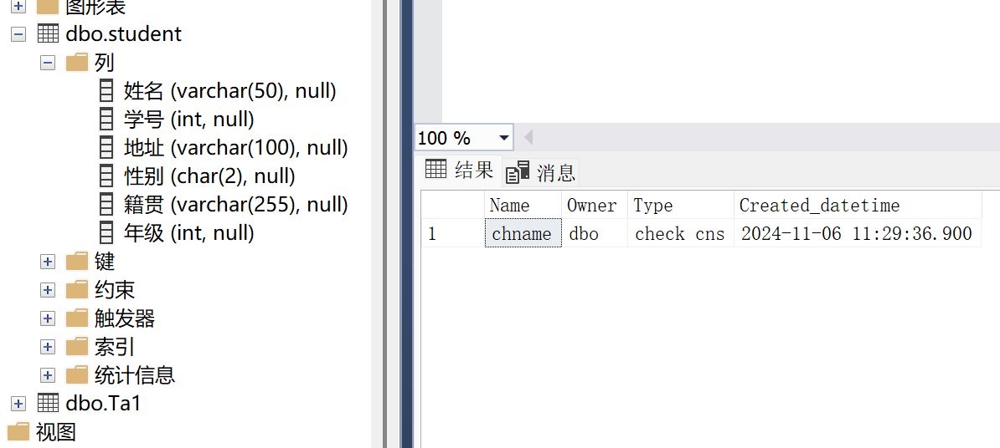 图形表
dbo.student
列
姓名 (varchar(50), null)
学号 (int, null)
地址 (varchar(100), null)
性别 (char(2), null)
籍贯 (varchar(255), null)
年级 (int, null)
键
约束
触发器
索引
统计信息
dbo.Ta1
视图
100 %
结果 消息
Name Owner Type Created_datetime
1 chname dbo check cns 2024-11-06 11:29:36.900